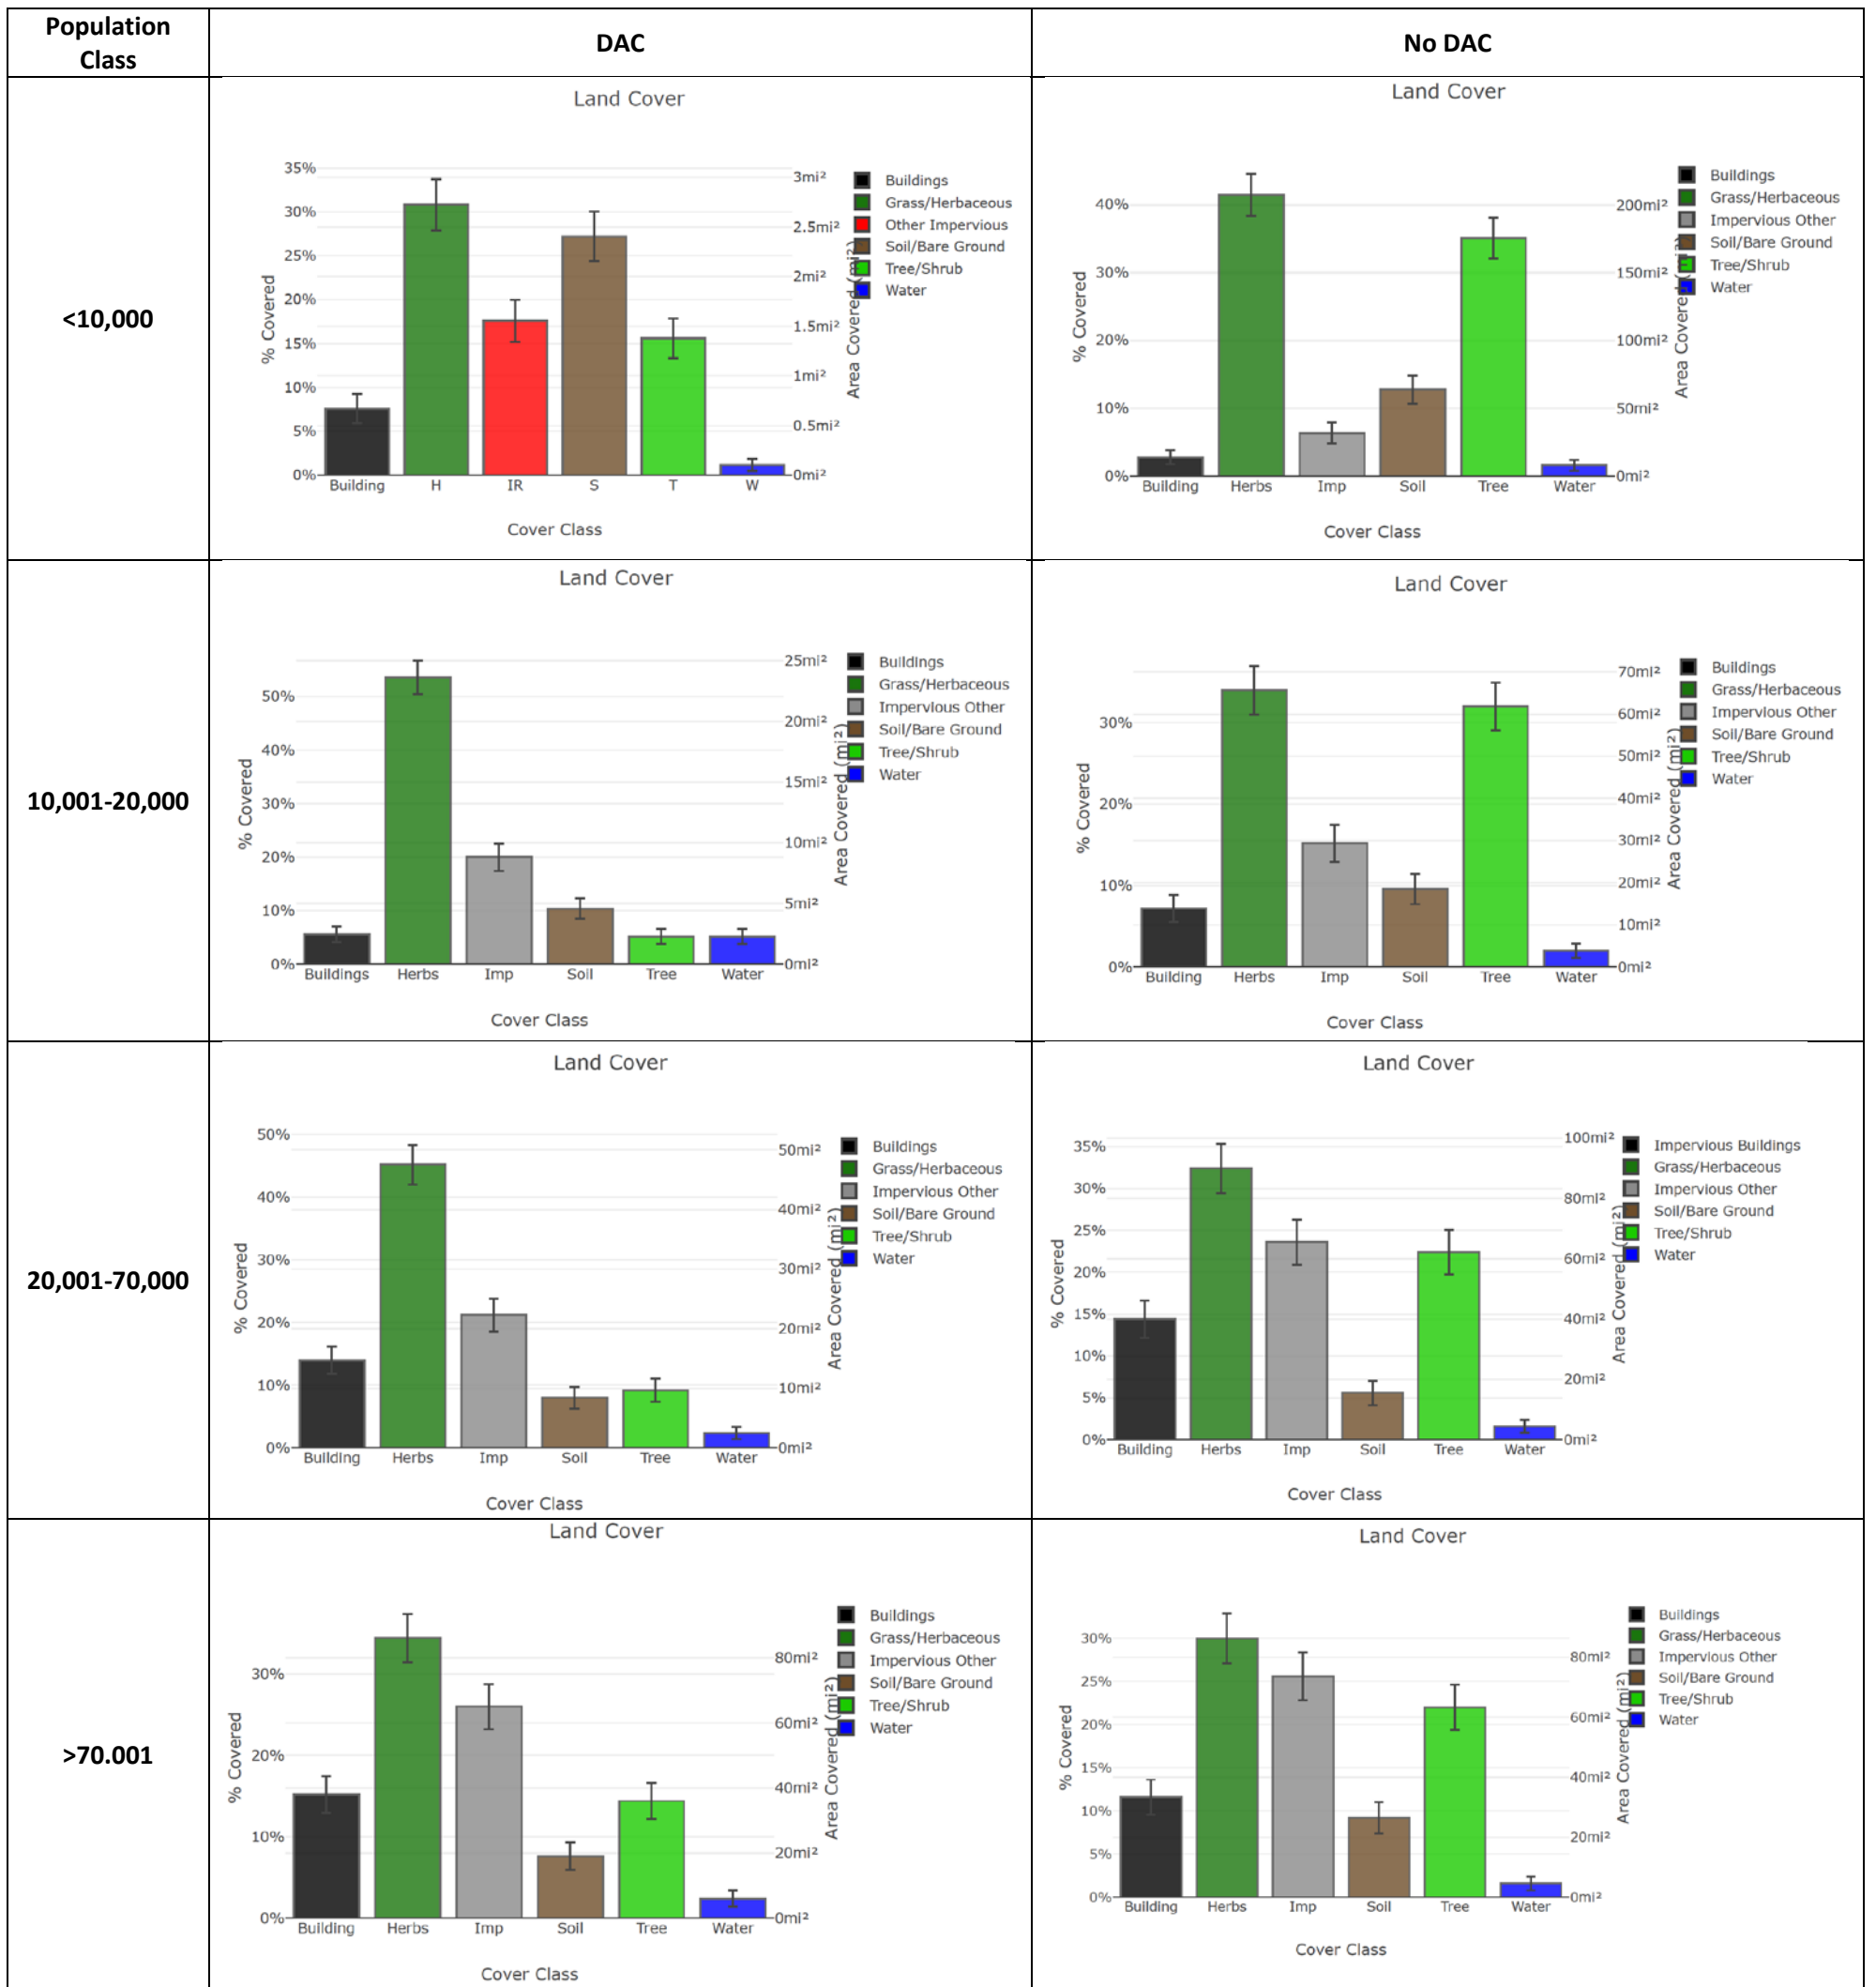 Population
Class
DAC
No DAC
<10,000
Land Cover
35%
30%
25%
20%
15%
10%
5%
0%
% Covered
3mi²
2.5mi²
2mi²
1.5mi²
1mi²
0.5mi²
0mi²
Area Covered (mi²)
Buildings
Grass/Herbaceous
Other Impervious
Soil/Bare Ground
Tree/Shrub
Water
Building H IR S T W
Cover Class
Land Cover
40%
30%
20%
10%
0%
% Covered
200mi²
150mi²
100mi²
50mi²
0mi²
Area Covered (mi²)
Buildings
Grass/Herbaceous
Impervious Other
Soil/Bare Ground
Tree/Shrub
Water
Building Herbs Imp Soil Tree Water
Cover Class
10,001-20,000
Land Cover
50%
40%
30%
20%
10%
0%
% Covered
25mi²
20mi²
15mi²
10mi²
5mi²
0mi²
Area Covered (mi²)
Buildings
Grass/Herbaceous
Impervious Other
Soil/Bare Ground
Tree/Shrub
Water
Buildings Herbs Imp Soil Tree Water
Cover Class
Land Cover
30%
20%
10%
0%
% Covered
70mi²
60mi²
50mi²
40mi²
30mi²
20mi²
10mi²
0mi²
Area Covered (mi²)
Buildings
Grass/Herbaceous
Impervious Other
Soil/Bare Ground
Tree/Shrub
Water
Building Herbs Imp Soil Tree Water
Cover Class
20,001-70,000
Land Cover
50%
40%
30%
20%
10%
0%
% Covered
50mi²
40mi²
30mi²
20mi²
10mi²
0mi²
Area Covered (mi²)
Buildings
Grass/Herbaceous
Impervious Other
Soil/Bare Ground
Tree/Shrub
Water
Building Herbs Imp Soil Tree Water
Cover Class
Land Cover
35%
30%
25%
20%
15%
10%
5%
0%
% Covered
100mi²
80mi²
60mi²
40mi²
20mi²
0mi²
Area Covered (mi²)
Impervious Buildings
Grass/Herbaceous
Impervious Other
Soil/Bare Ground
Tree/Shrub
Water
Building Herbs Imp Soil Tree Water
Cover Class
>70.001
Land Cover
30%
20%
10%
0%
% Covered
80mi²
60mi²
40mi²
20mi²
0mi²
Area Covered (mi²)
Buildings
Grass/Herbaceous
Impervious Other
Soil/Bare Ground
Tree/Shrub
Water
Building Herbs Imp Soil Tree Water
Cover Class
Land Cover
30%
25%
20%
15%
10%
5%
0%
% Covered
80mi²
60mi²
40mi²
20mi²
0mi²
Area Covered (mi²)
Buildings
Grass/Herbaceous
Impervious Other
Soil/Bare Ground
Tree/Shrub
Water
Building Herbs Imp Soil Tree Water
Cover Class